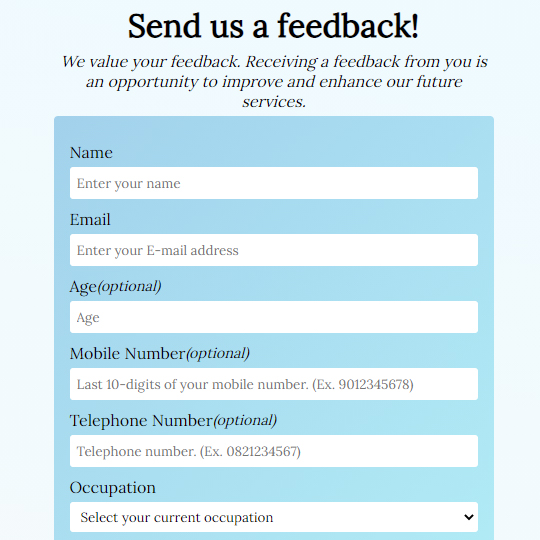 Send us a feedback!
We value your feedback. Receiving a feedback from you is
an opportunity to improve and enhance our future
services.
Name
Enter your name
Email
Enter your E-mail address
Age(optional)
Age
Mobile Number(optional)
Last 10-digits of your mobile number. (Ex. 9012345678)
Telephone Number(optional)
Telephone number. (Ex. 0821234567)
Occupation
Select your current occupation